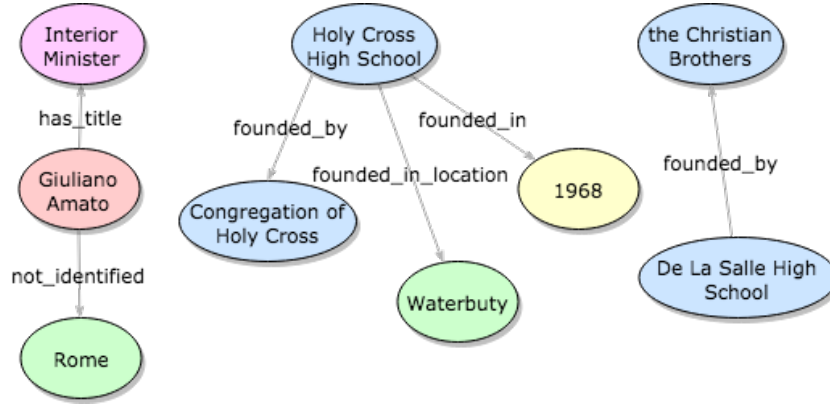 Interior
Minister
has_title
Giuliano
Amato
not_identified
Rome
Holy Cross
High School
founded_by
founded_in
founded_in_location
Congregation of
Holy Cross
1968
Waterbuty
the Christian
Brothers
founded_by
De La Salle High
School